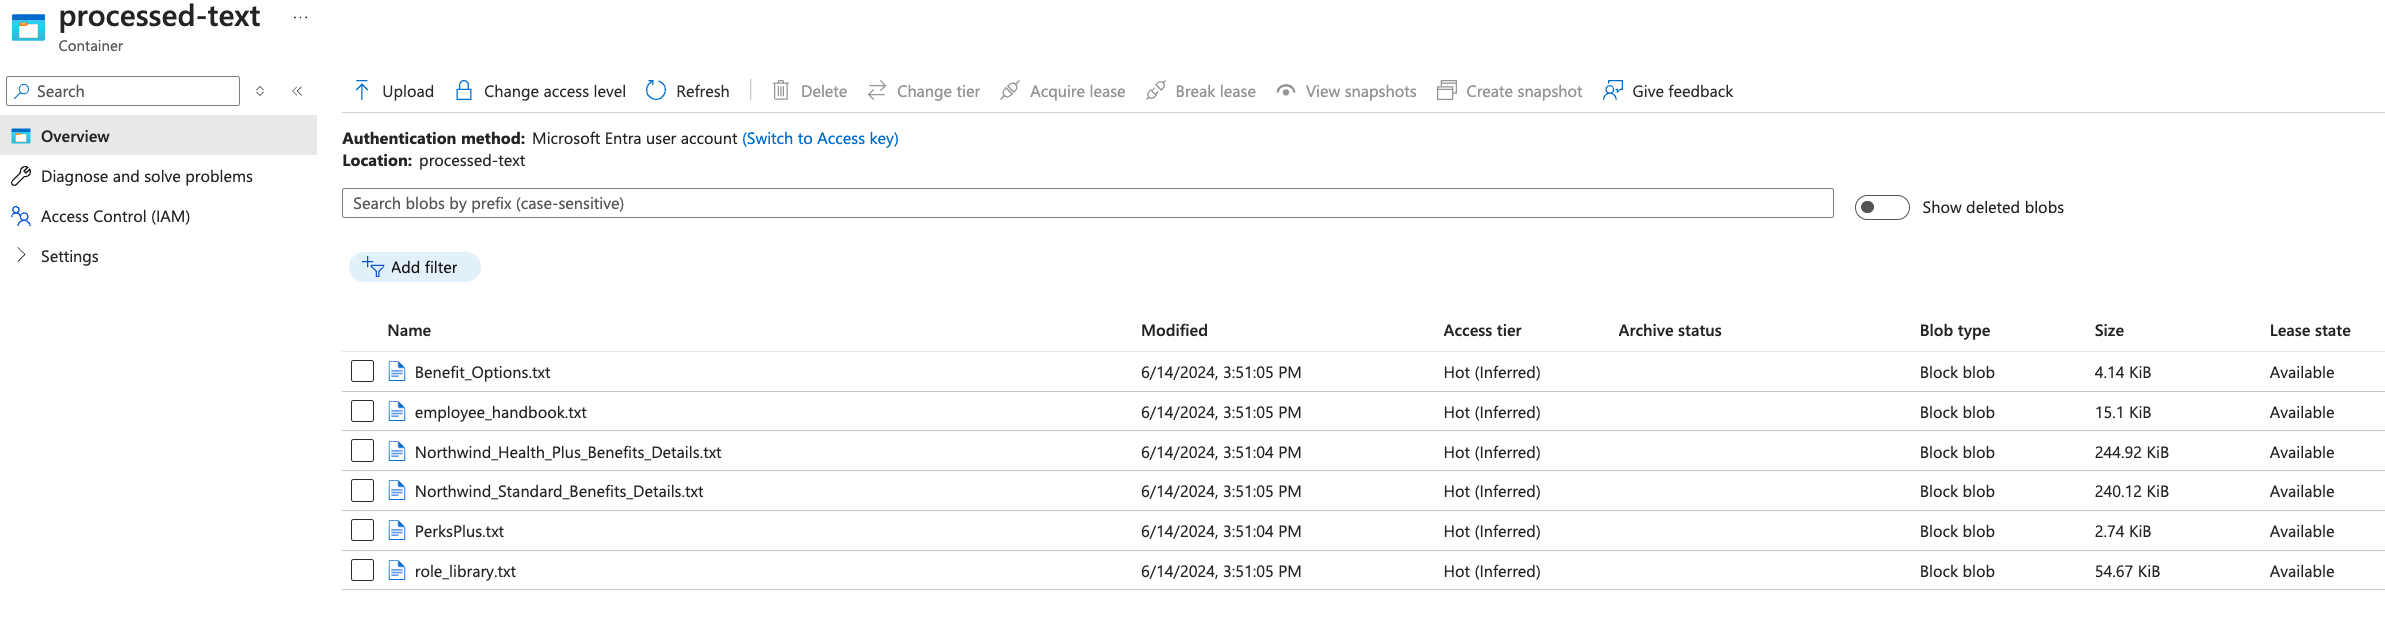 processed-text ...
Container
Search
Upload Change access level Refresh Delete Change tier Acquire lease Break lease View snapshots Create snapshot Give feedback
Overview
Diagnose and solve problems
Access Control (IAM)
Settings
Authentication method: Microsoft Entra user account (Switch to Access key)
Location: processed-text
Search blobs by prefix (case-sensitive)
Show deleted blobs
Add filter
Name Modified Access tier Archive status Blob type Size Lease state
Benefit_Options.txt 6/14/2024, 3:51:05 PM Hot (Inferred) Block blob 4.14 KiB Available
employee_handbook.txt 6/14/2024, 3:51:05 PM Hot (Inferred) Block blob 15.1 KiB Available
Northwind_Health_Plus_Benefits_Details.txt 6/14/2024, 3:51:04 PM Hot (Inferred) Block blob 244.92 KiB Available
Northwind_Standard_Benefits_Details.txt 6/14/2024, 3:51:05 PM Hot (Inferred) Block blob 240.12 KiB Available
PerksPlus.txt 6/14/2024, 3:51:04 PM Hot (Inferred) Block blob 2.74 KiB Available
role_library.txt 6/14/2024, 3:51:05 PM Hot (Inferred) Block blob 54.67 KiB Available